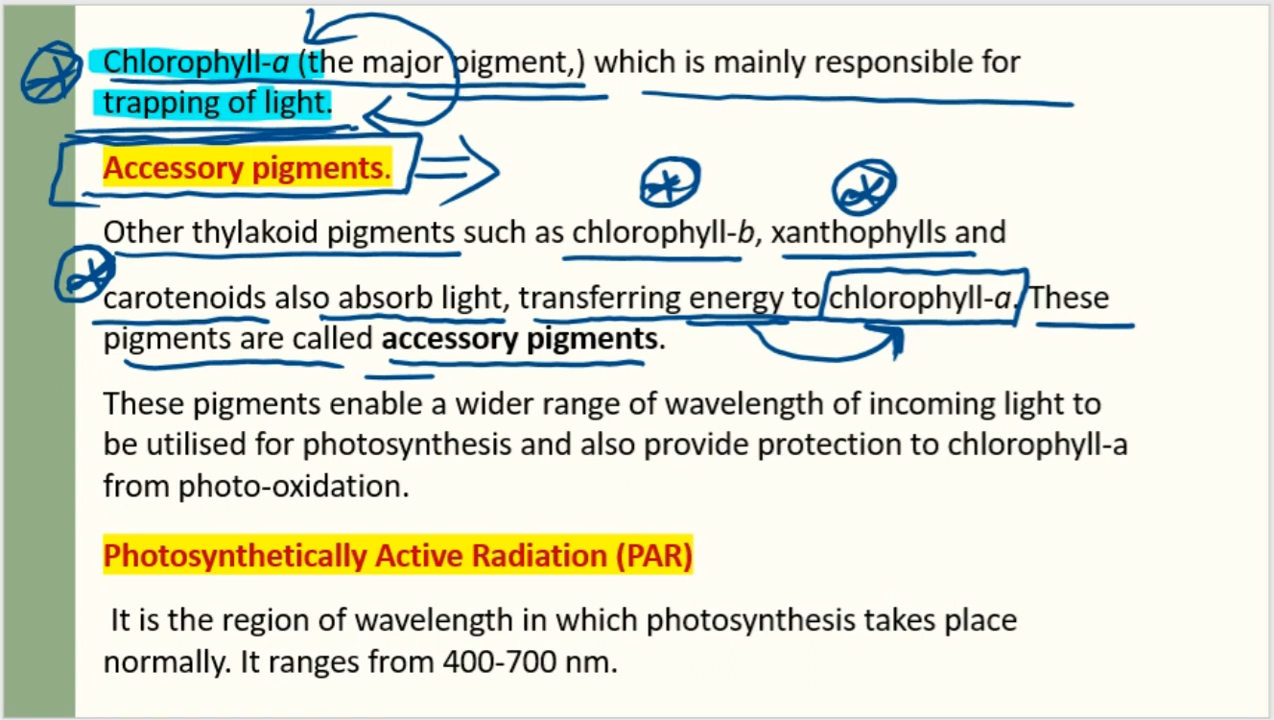 Chlorophyll-a (the major pigment,) which is mainly responsible for
trapping of light.
Accessory pigments.
Other thylakoid pigments such as chlorophyll-b, xanthophylls and
carotenoids also absorb light, transferring energy to chlorophyll-a. These
pigments are called accessory pigments.
These pigments enable a wider range of wavelength of incoming light to
be utilised for photosynthesis and also provide protection to chlorophyll-a
from photo-oxidation.
Photosynthetically Active Radiation (PAR)
It is the region of wavelength in which photosynthesis takes place
normally. It ranges from 400-700 nm.